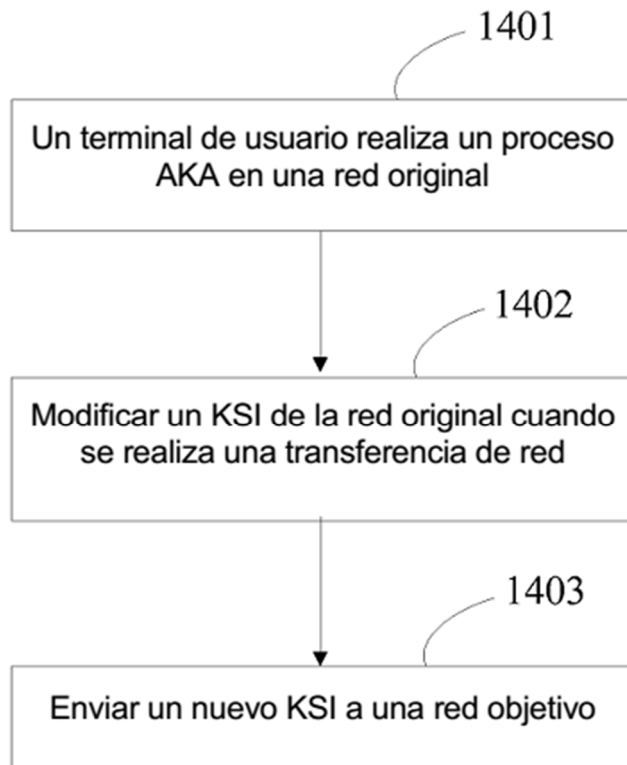 1401
Un terminal de usuario realiza un proceso
AKA en una red original
1402
Modificar un KSI de la red original cuando
se realiza una transferencia de red
1403
Enviar un nuevo KSI a una red objetivo